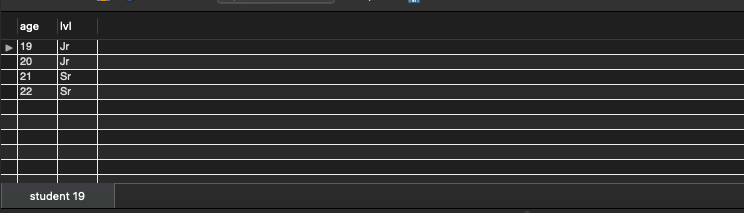 age lvl
19 Jr
20 Jr
21 Sr
22 Sr
student 19